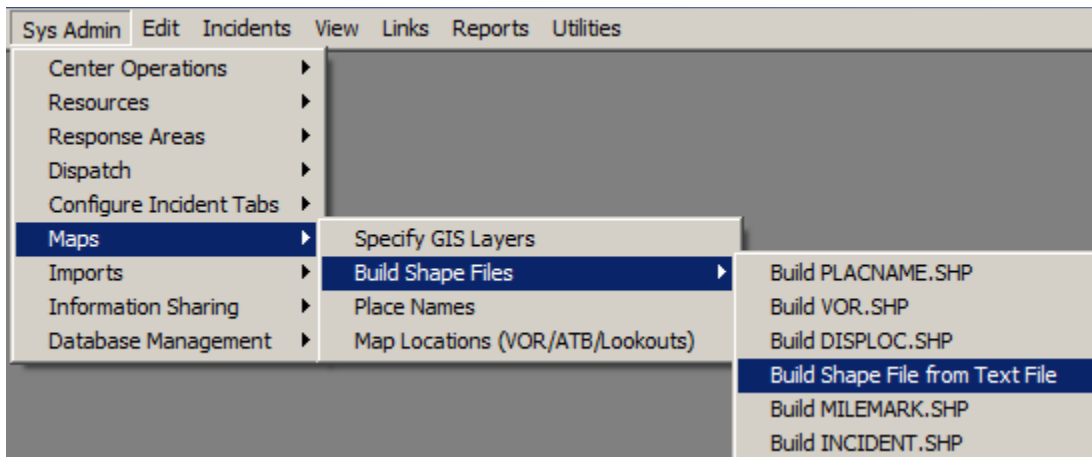 Sys Admin Edit Incidents View Links Reports Utilities
Center Operations
Resources
Response Areas
Dispatch
Configure Incident Tabs
Maps
Imports
Information Sharing
Database Management
Specify GIS Layers
Build Shape Files
Place Names
Map Locations (VOR/ATB/Lookouts)
Build PLACNAME.SHP
Build VOR.SHP
Build DISPLOC.SHP
Build Shape File from Text File
Build MILEMARK.SHP
Build INCIDENT.SHP